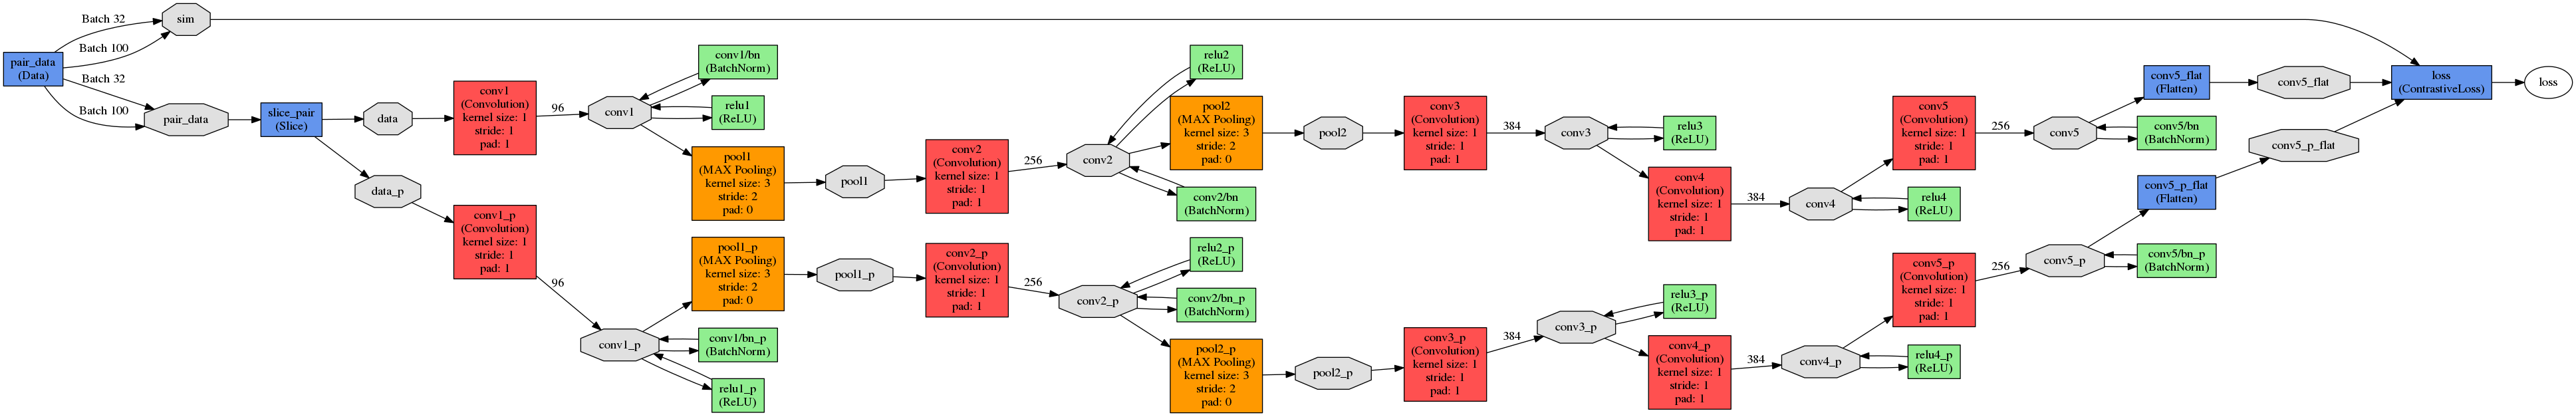 Batch 32
sim
Batch 100
pair_data
(Data)
Batch 32
Batch 100
pair_data
slice_pair
(Slice)
data
conv1
(Convolution)
kernel size: 1
stride: 1
pad: 1
96
conv1
conv1/bn
(BatchNorm)
relu1
(ReLU)
pool1
(MAX Pooling)
kernel size: 3
stride: 2
pad: 0
pool1
conv2
(Convolution)
kernel size: 1
stride: 1
pad: 1
256
conv2
relu2
(ReLU)
pool2
(MAX Pooling)
kernel size: 3
stride: 2
pad: 0
conv2/bn
(BatchNorm)
pool2
conv3
(Convolution)
kernel size: 1
stride: 1
pad: 1
384
conv3
relu3
(ReLU)
conv4
(Convolution)
kernel size: 1
stride: 1
pad: 1
384
conv4
relu4
(ReLU)
conv5
(Convolution)
kernel size: 1
stride: 1
pad: 1
256
conv5
conv5/bn
(BatchNorm)
conv5_flat
(Flatten)
conv5_flat
loss
(ContrastiveLoss)
loss
data_p
conv1_p
(Convolution)
kernel size: 1
stride: 1
pad: 1
96
conv1_p
pool1_p
(MAX Pooling)
kernel size: 3
stride: 2
pad: 0
conv1/bn_p
(BatchNorm)
relu1_p
(ReLU)
pool1_p
conv2_p
(Convolution)
kernel size: 1
stride: 1
pad: 1
256
conv2_p
relu2_p
(ReLU)
conv2/bn_p
(BatchNorm)
pool2_p
(MAX Pooling)
kernel size: 3
stride: 2
pad: 0
pool2_p
conv3_p
(Convolution)
kernel size: 1
stride: 1
pad: 1
384
conv3_p
relu3_p
(ReLU)
conv4_p
(Convolution)
kernel size: 1
stride: 1
pad: 1
384
conv4_p
relu4_p
(ReLU)
conv5_p
(Convolution)
kernel size: 1
stride: 1
pad: 1
256
conv5_p
conv5/bn_p
(BatchNorm)
conv5_p_flat
(Flatten)
conv5_p_flat